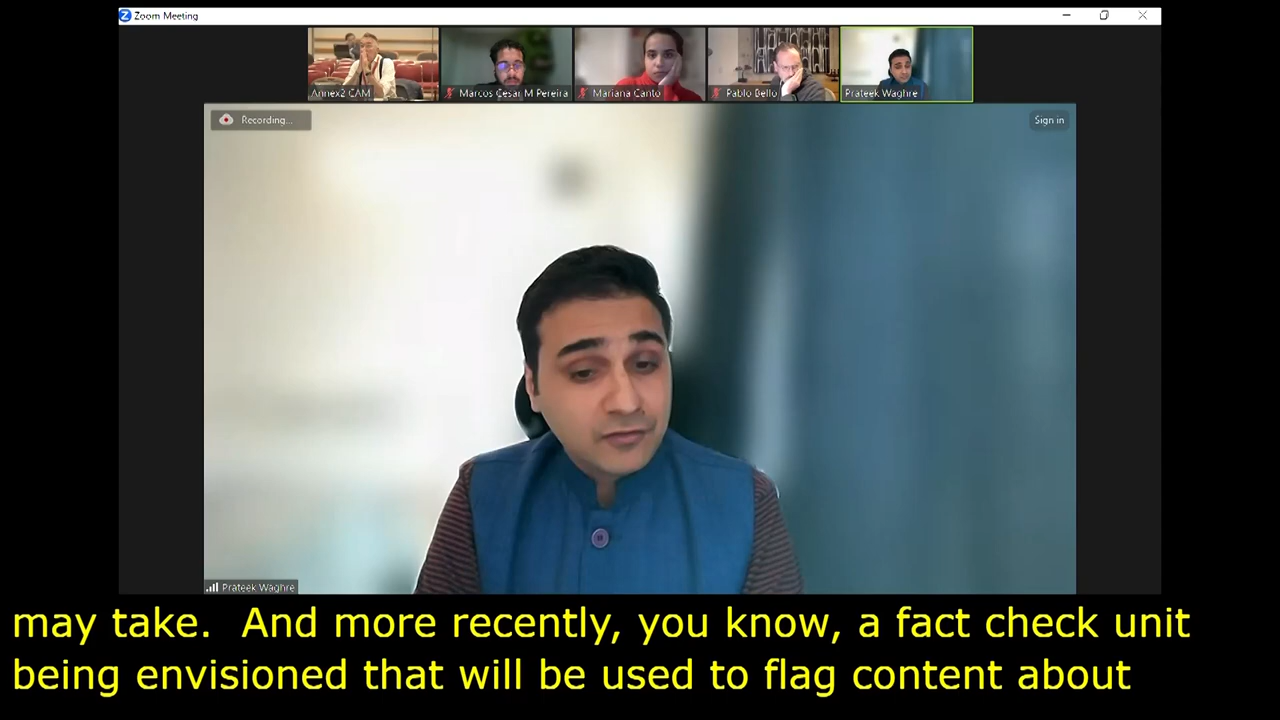 Zoom Meeting
Annex2 CAM
Marcos Cesar M Pereira
Mariana Canto
Pablo Bello
Prateek Waghre
Recording...
Sign in
Prateek Waghre
may take.  And more recently, you know, a fact check unit
being envisioned that will be used to flag content about